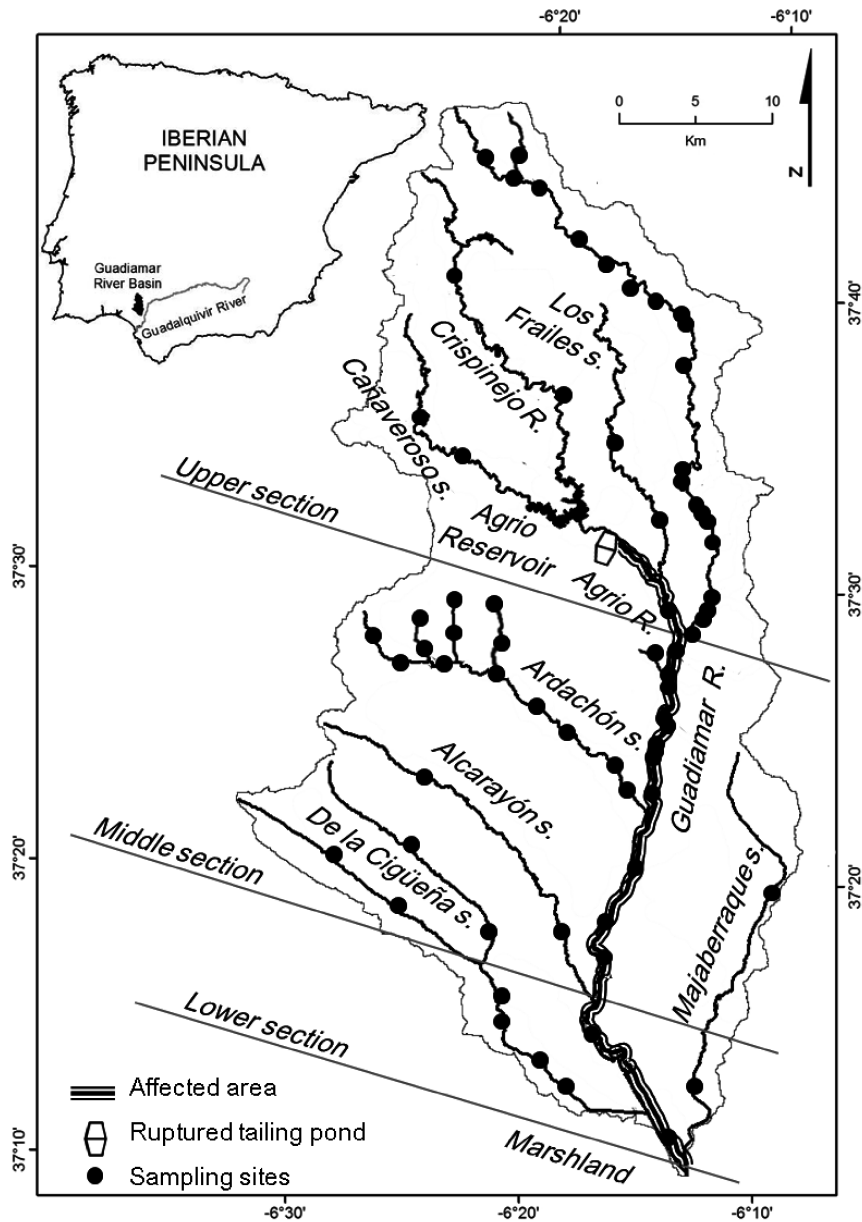 -6°20'
-6°10'
IBERIAN
PENINSULA
Guadiamar
River Basin
Guadalquivir River
0
5
10
Km
N
37°40'
Los
Frailes s.
Crispinejo R.
Cañaveroso s.
Upper section
Agrio
Reservoir
Agrio R.
37°30'
37°30'
Ardachón s.
Guadiamar R.
Alcarayón s.
Middle section
De la Cigüeña s.
Majaberraque s.
37°20'
37°20'
Lower section
Marshland
Affected area
Ruptured tailing pond
Sampling sites
37°10'
-6°30'
-6°20'
-6°10'